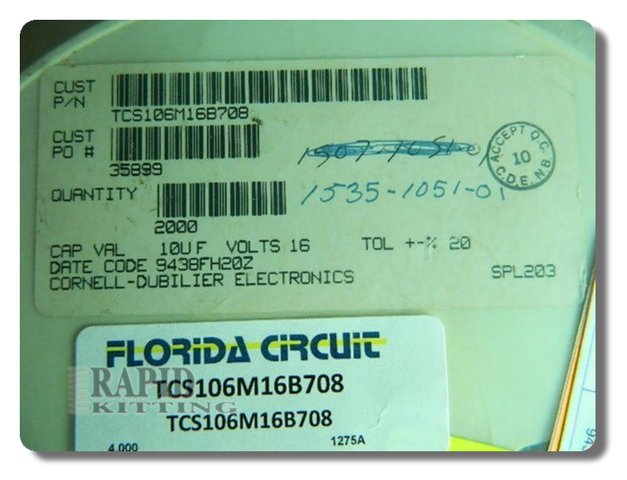 CUST
P/N
TCS106M16B708
CUST
PO #
35899
ACCEPT Q.C.
10
C.D.E. N.B.
1535-1051-01
QUANTITY
2000
CAP VAL 10UF VOLTS 16 TOL +-% 20
DATE CODE 9438FH20Z
CORNELL-DUBILIER ELECTRONICS SPL203
FLORIDA CIRCUIT
RAPID
KITTING
TCS106M16B708
TCS106M16B708
4,000 1275A